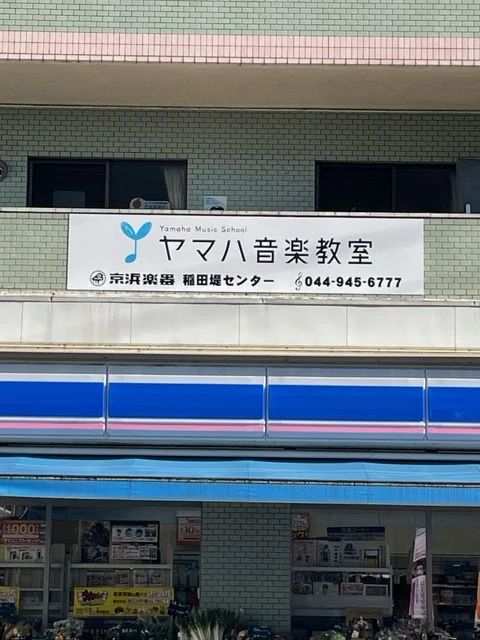 Yamaha Music School
ヤマハ音楽教室
京浜楽器 稲田堤センター 044-945-6777
1000